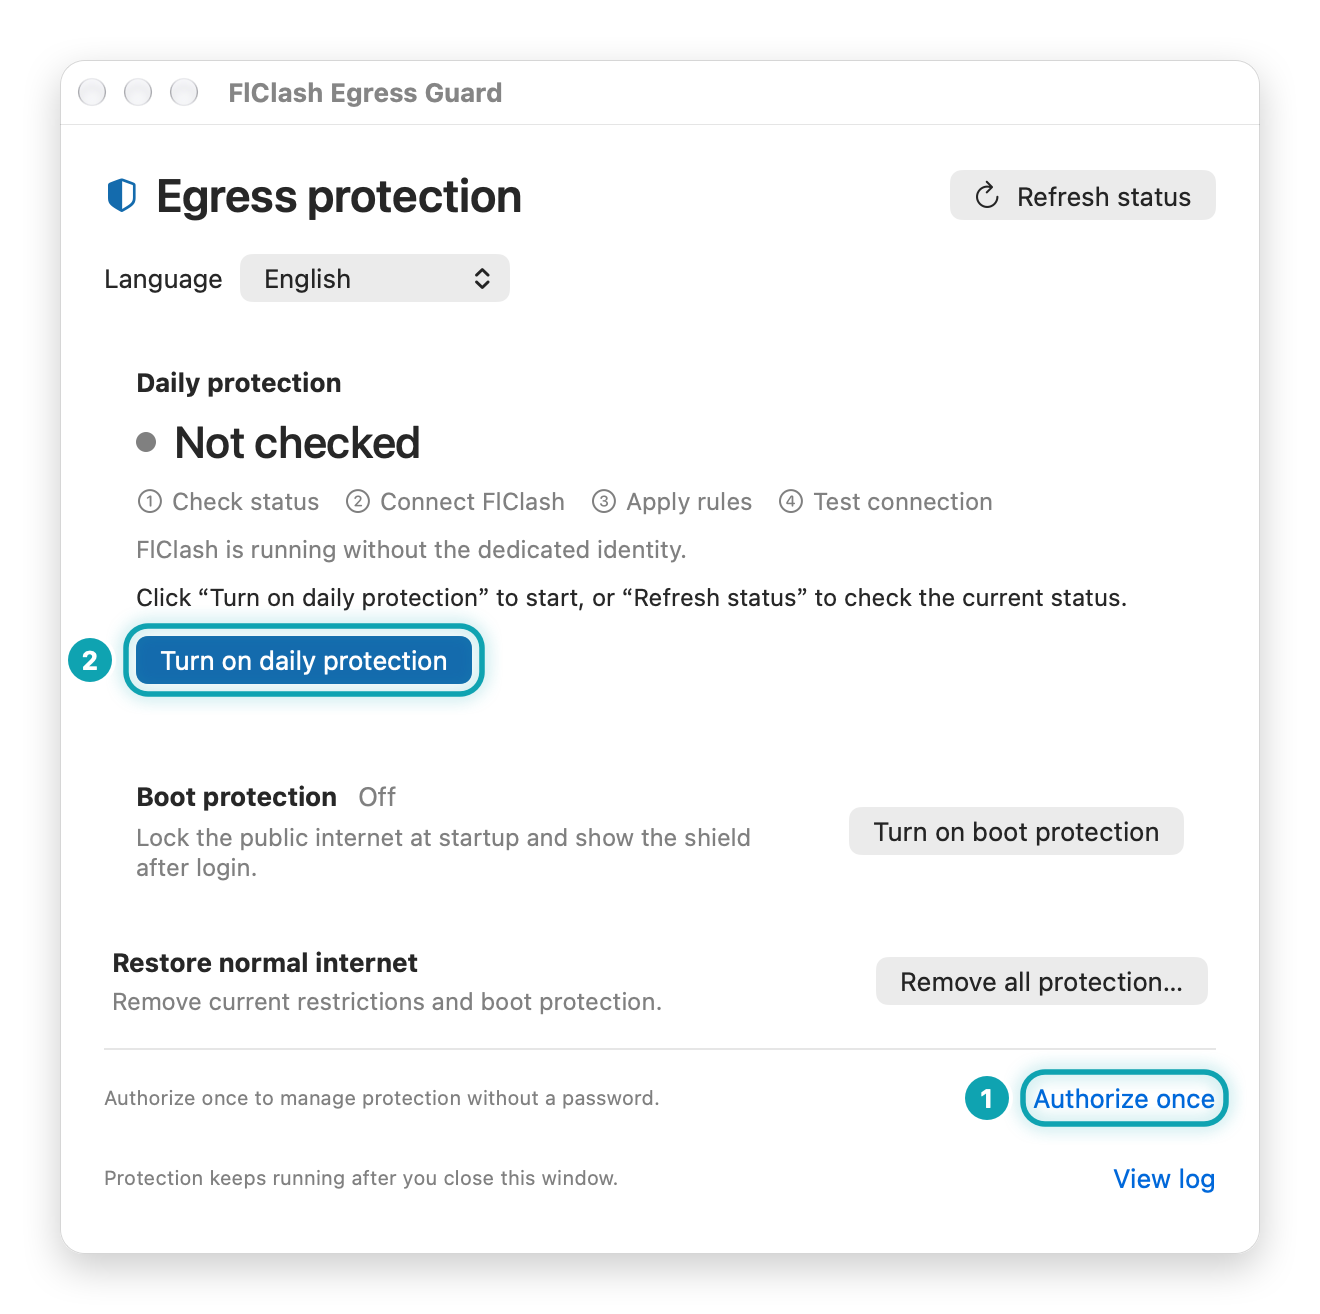 FlClash Egress Guard
Egress protection
Refresh status
Language
English
Daily protection
Not checked
1 Check status 2 Connect FlClash 3 Apply rules 4 Test connection
FlClash is running without the dedicated identity.
Click “Turn on daily protection” to start, or “Refresh status” to check the current status.
2 Turn on daily protection
Boot protection Off
Lock the public internet at startup and show the shield
after login.
Turn on boot protection
Restore normal internet
Remove current restrictions and boot protection.
Remove all protection...
Authorize once to manage protection without a password.
1 Authorize once
Protection keeps running after you close this window.
View log